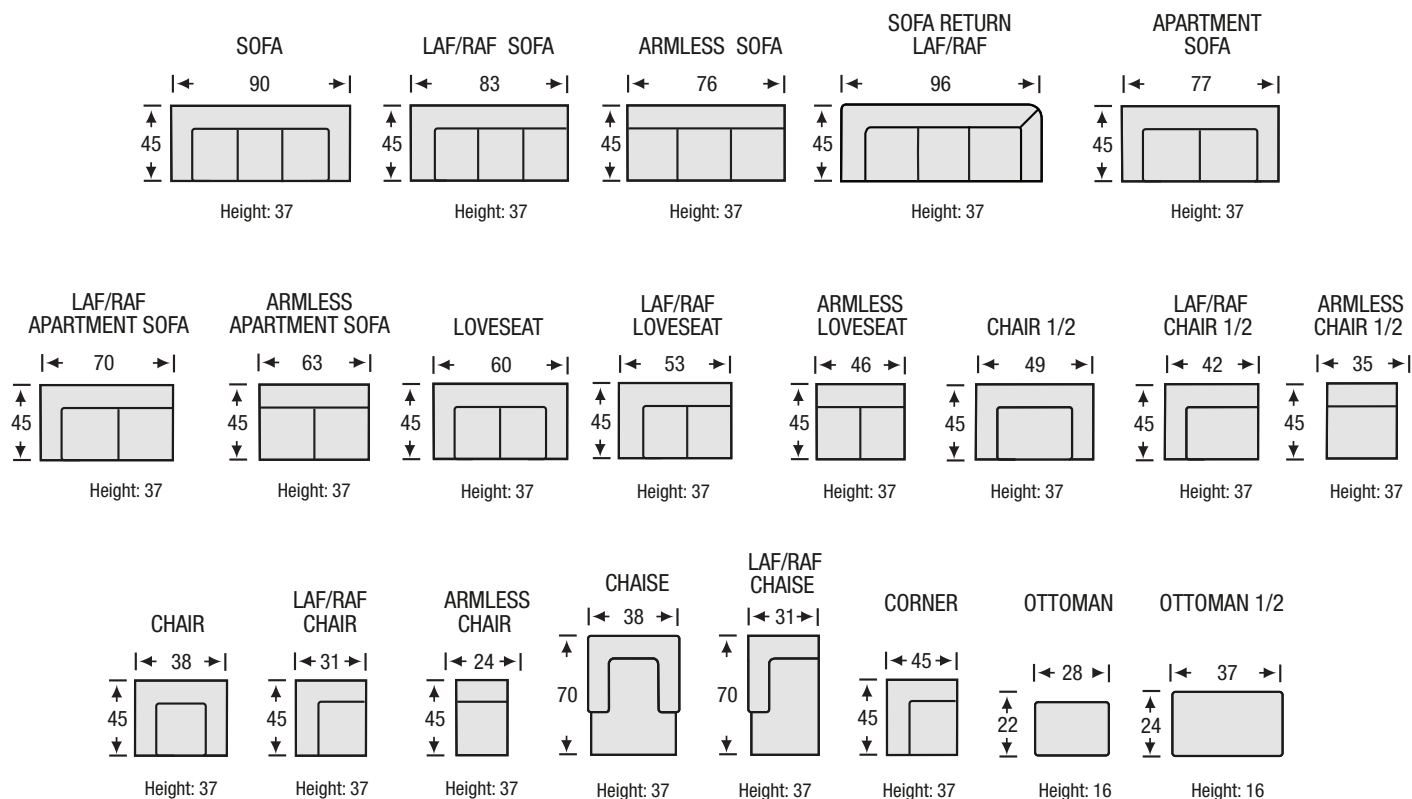 SOFA
90
45
Height: 37
LAF/RAF SOFA
83
45
Height: 37
ARMLESS SOFA
76
45
Height: 37
SOFA RETURN
LAF/RAF
96
45
Height: 37
APARTMENT
SOFA
77
45
Height: 37
LAF/RAF
APARTMENT SOFA
70
45
Height: 37
ARMLESS
APARTMENT SOFA
63
45
Height: 37
LOVESEAT
60
45
Height: 37
LAF/RAF
LOVESEAT
53
45
Height: 37
ARMLESS
LOVESEAT
46
45
Height: 37
CHAIR 1/2
49
45
Height: 37
LAF/RAF
CHAIR 1/2
42
45
Height: 37
ARMLESS
CHAIR 1/2
35
45
Height: 37
CHAIR
38
45
Height: 37
LAF/RAF
CHAIR
31
45
Height: 37
ARMLESS
CHAIR
24
45
Height: 37
CHAISE
38
70
Height: 37
LAF/RAF
CHAISE
31
70
Height: 37
CORNER
45
45
Height: 37
OTTOMAN
28
22
Height: 16
OTTOMAN 1/2
37
24
Height: 16